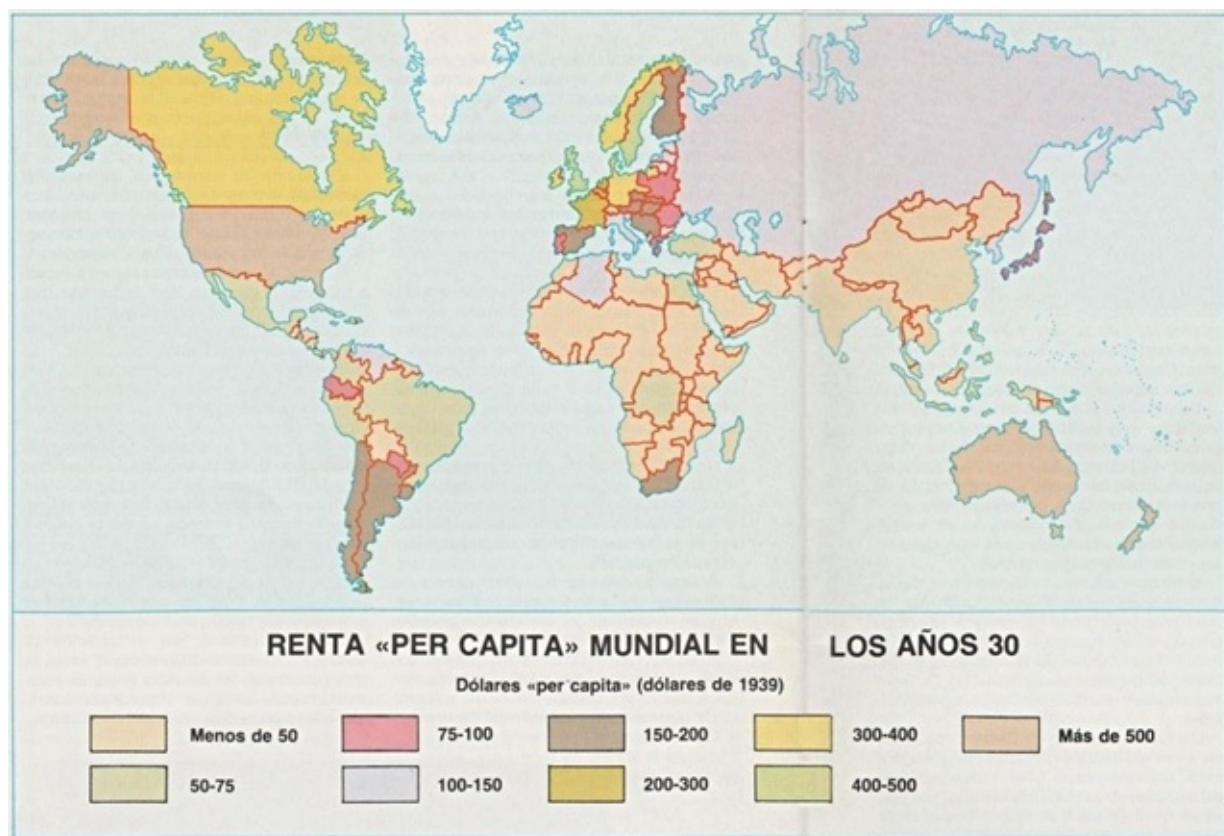 RENTA «PER CAPITA» MUNDIAL EN LOS AÑOS 30
Dólares «per capita» (dólares de 1939)
Menos de 50
75-100
150-200
300-400
Más de 500
50-75
100-150
200-300
400-500